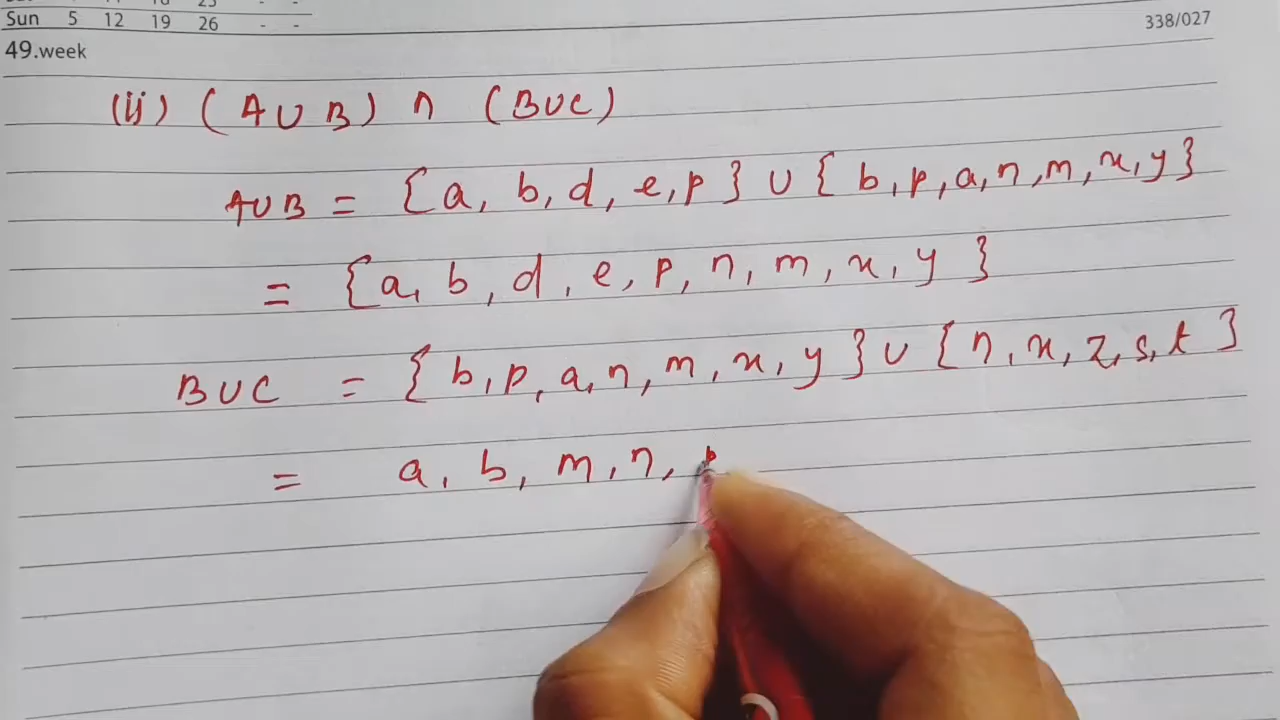 Sun 5 12 19 26 - -
338/027
49.week
(ii) (A∪B) ∩ (B∪C)
A∪B = {a, b, d, e, p} ∪ {b, p, a, n, m, x, y}
= {a, b, d, e, p, n, m, x, y}
B∪C = {b, p, a, n, m, x, y} ∪ {n, x, z, s, t}
= a, b, m, n, p